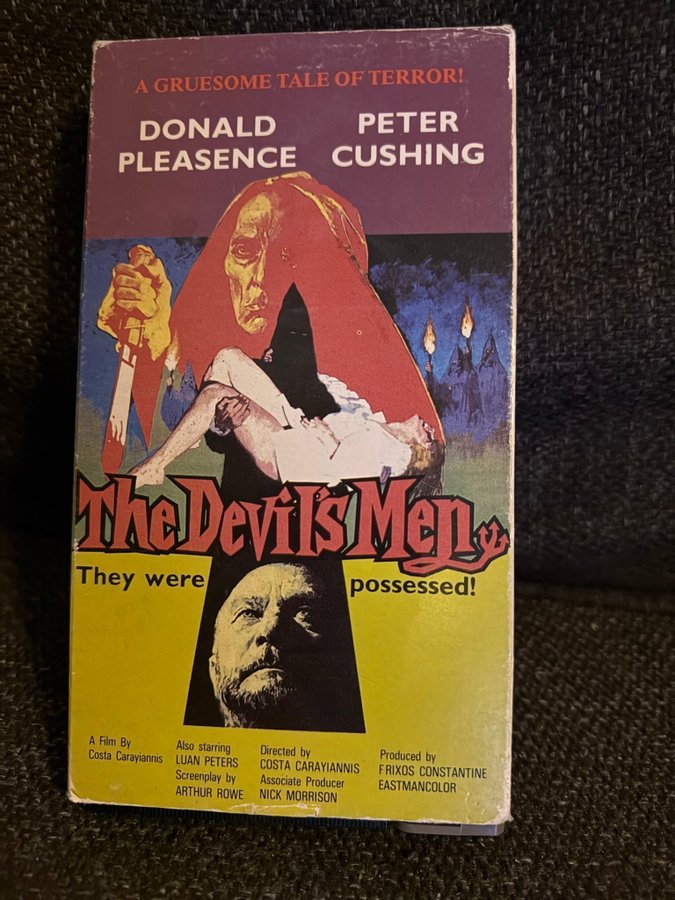 A GRUESOME TALE OF TERROR!
DONALD PLEASENCE
PETER CUSHING
The Devil's Men
They were possessed!
A Film By
Costa Carayiannis
Also starring
LUAN PETERS
Screenplay by
ARTHUR ROWE
Directed by
COSTA CARAYIANNIS
Associate Producer
NICK MORRISON
Produced by
FRIXOS CONSTANTINE
EASTMANCOLOR